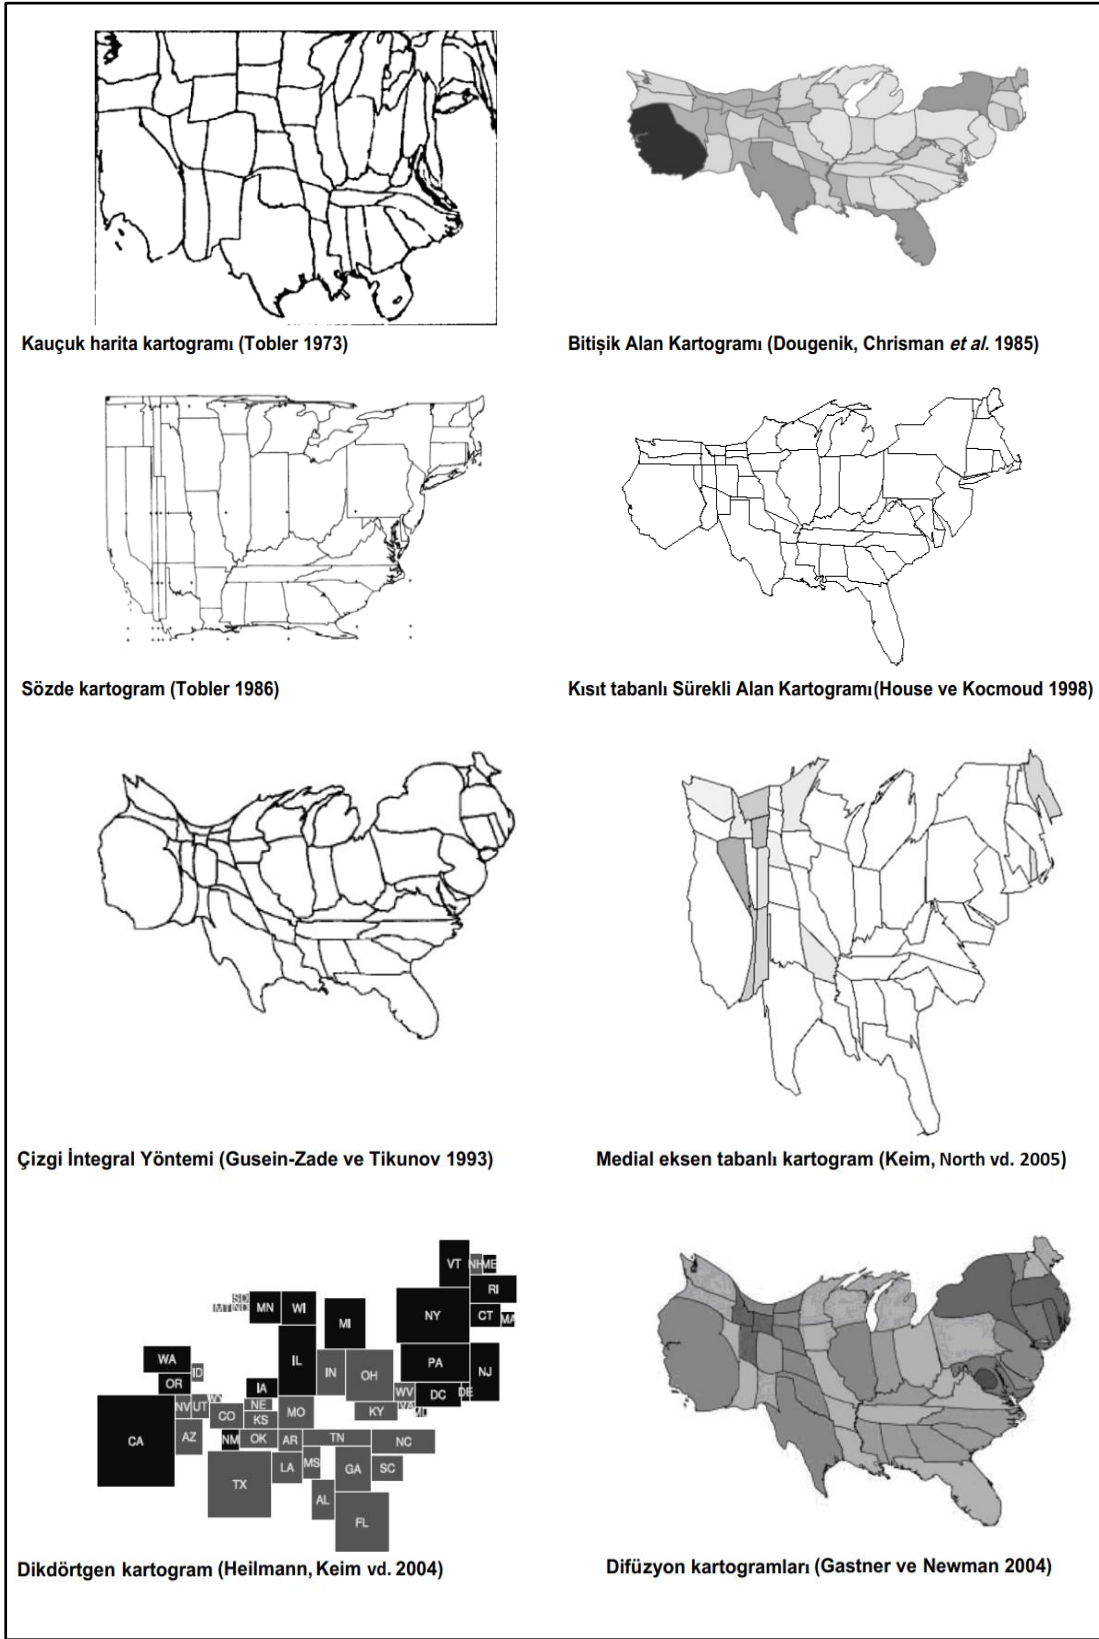 Kauçuk harita kartogramı (Tobler 1973)
Bitişik Alan Kartogramı (Dougenik, Chrisman et al. 1985)
Sözde kartogram (Tobler 1986)
Kısıt tabanlı Sürekli Alan Kartogramı(House ve Kocmoud 1998)
Çizgi İntegral Yöntemi (Gusein-Zade ve Tikunov 1993)
Medial eksen tabanlı kartogram (Keim, North vd. 2005)
VT NH ME
SD
MT ND MN WI RI
MI NY CT MA
WA IL PA NJ
ID IN OH
OR IA WV DC DE
NV UT WY CO NE KS MO KY VA MD
CA AZ NM OK AR TN NC
TX LA MS GA SC
AL
FL
Dikdörtgen kartogram (Heilmann, Keim vd. 2004)
Difüzyon kartogramları (Gastner ve Newman 2004)